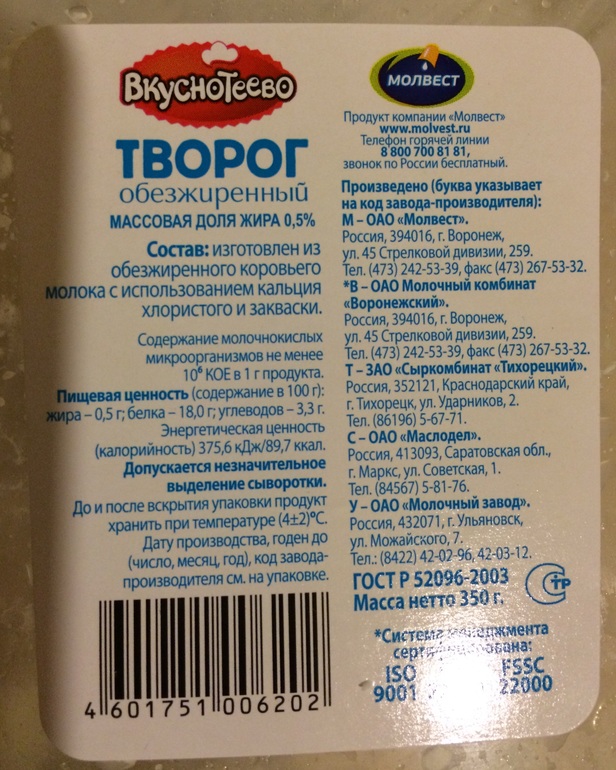 ВкусноТеево
ТВОРОГ
обезжиренный
МАССОВАЯ ДОЛЯ ЖИРА 0,5%
Состав: изготовлен из
обезжиренного коровьего
молока с использованием кальция
хлористого и закваски.
Содержание молочнокислых
микроорганизмов не менее
10⁶ КОЕ в 1 г продукта.
Пищевая ценность (содержание в 100 г):
жира – 0,5 г; белка – 18,0 г; углеводов – 3,3 г.
Энергетическая ценность
(калорийность) 375,6 кДж/89,7 ккал.
Допускается незначительное
выделение сыворотки.
До и после вскрытия упаковки продукт
хранить при температуре (4±2)°С.
Дату производства, годен до
(число, месяц, год), код завода-
производителя см. на упаковке.
4 601751 006202
МОЛВЕСТ
Продукт компании «Молвест»
www.molvest.ru
Телефон горячей линии
8 800 700 81 81,
звонок по России бесплатный.
Произведено (буква указывает
на код завода-производителя):
М – ОАО «Молвест».
Россия, 394016, г. Воронеж,
ул. 45 Стрелковой дивизии, 259.
Тел. (473) 242-53-39, факс (473) 267-53-32.
*В – ОАО Молочный комбинат
«Воронежский».
Россия, 394016, г. Воронеж,
ул. 45 Стрелковой дивизии, 259.
Тел. (473) 242-53-39, факс (473) 267-53-32.
Т – ЗАО «Сыркомбинат «Тихорецкий».
Россия, 352121, Краснодарский край,
г. Тихорецк, ул. Ударников, 2.
Тел. (86196) 5-67-71.
С – ОАО «Маслодел».
Россия, 413093, Саратовская обл.,
г. Маркс, ул. Советская, 1.
Тел. (84567) 5-81-76.
У – ОАО «Молочный завод».
Россия, 432071, г. Ульяновск,
ул. Можайского, 7.
Тел.: (8422) 42-02-96, 42-03-12.
ГОСТ Р 52096-2003
Масса нетто 350 г.
*Система менеджмента
сертифицирована:
ISO FSSC
9001 22000